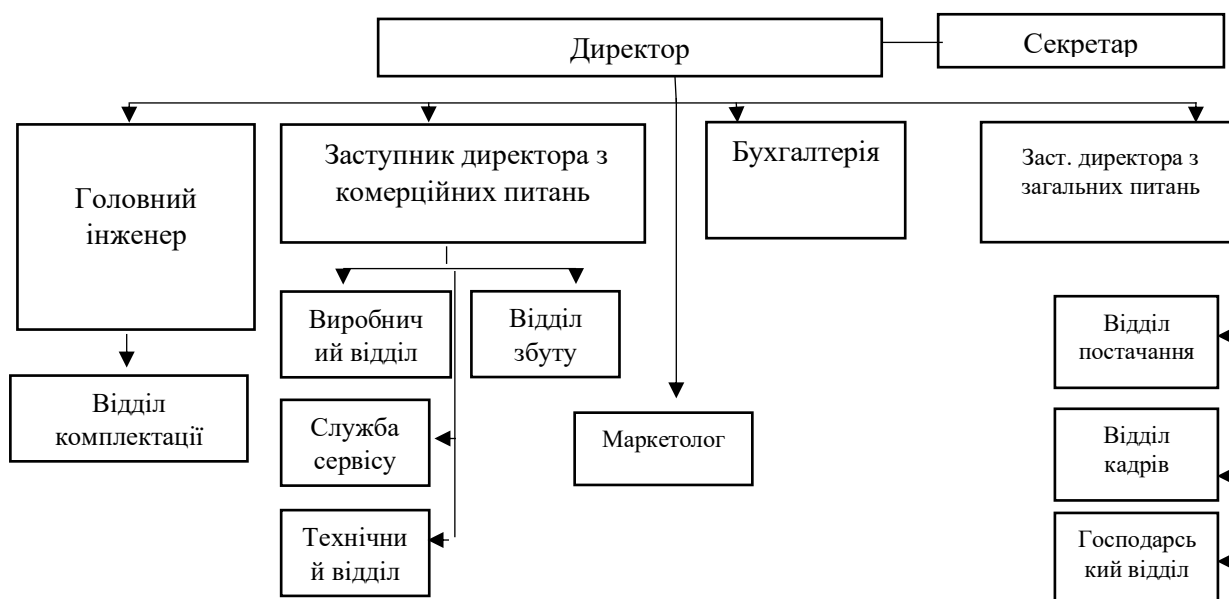 Директор
Секретар
Головний
інженер
Заступник директора з
комерційних питань
Бухгалтерія
Заст. директора з
загальних питань
Виробнич
ий відділ
Відділ
збуту
Відділ
постачання
Відділ
комплектації
Служба
сервісу
Маркетолог
Відділ
кадрів
Технічни
й відділ
Господарсь
кий відділ